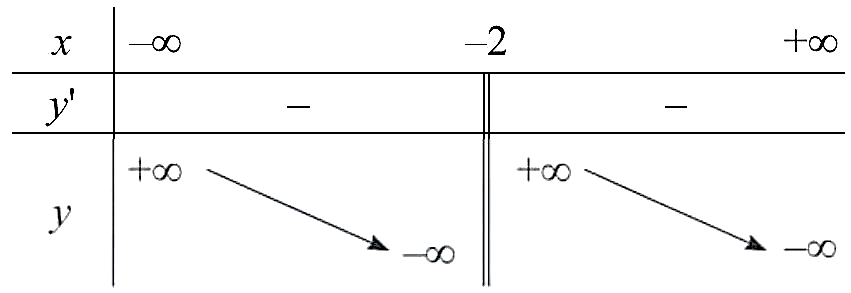 x –∞ –2 +∞
y' – –
+∞ +∞
y
–∞ –∞